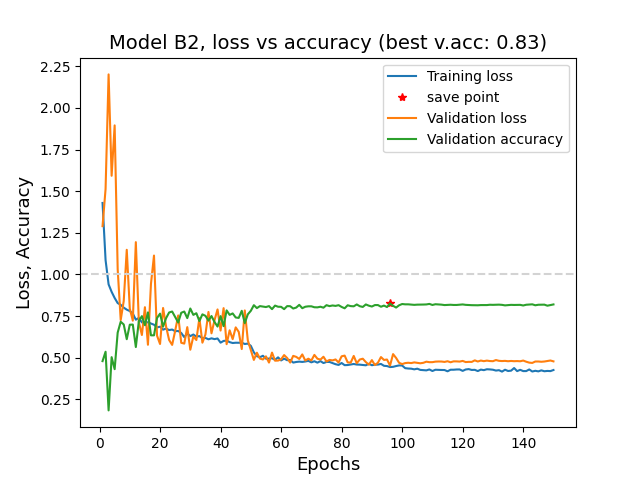 Model B2, loss vs accuracy (best v.acc: 0.83)
Training loss
save point
Validation loss
Validation accuracy
Loss, Accuracy
2.25
2.00
1.75
1.50
1.25
1.00
0.75
0.50
0.25
0 20 40 60 80 100 120 140
Epochs